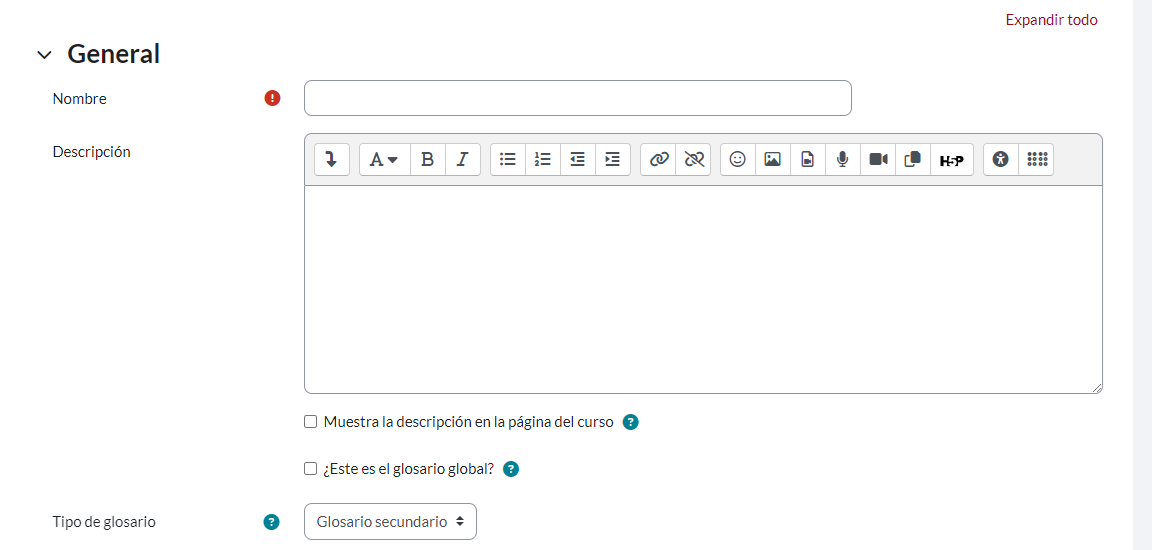 Expandir todo
General
Nombre
Descripción
A B I H5P
Muestra la descripción en la página del curso
¿Este es el glosario global?
Tipo de glosario Glosario secundario